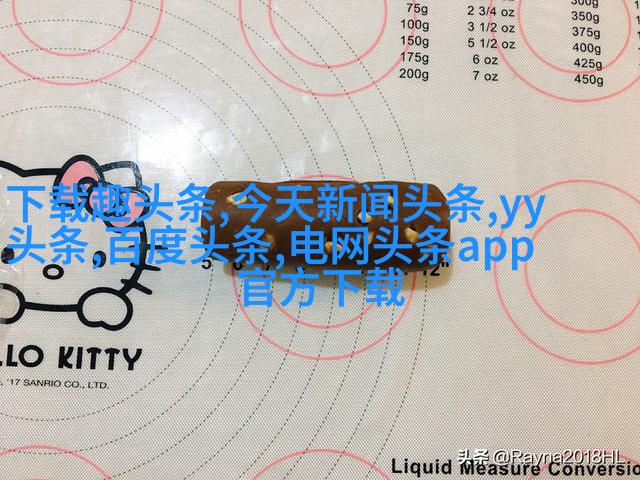 300g
75g 2 3/4 oz 350g
100g 3 1/2 oz 375g
150g 5 1/2 oz 400g
175g 6 oz 425g
200g 7 oz 450g
下载趣头条,今天新闻头条,yy
头条,百度头条,电网头条app
官方下载
5
12"
LLO KITTY
'17 SANRIO CO., LTD.
Liquid Measure Conversio
头条 @Rayna2018HL